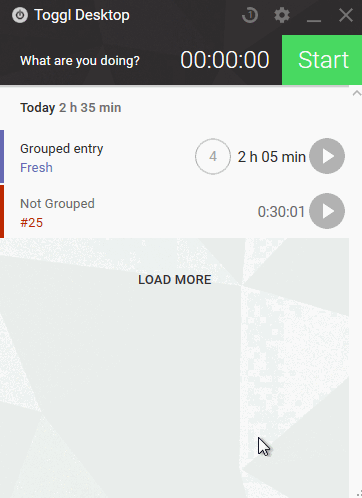 Toggl Desktop
1
What are you doing?
00:00:00
Start
Today 2 h 35 min
Grouped entry
4
2 h 05 min
Fresh
Not Grouped
0:30:01
#25
LOAD MORE